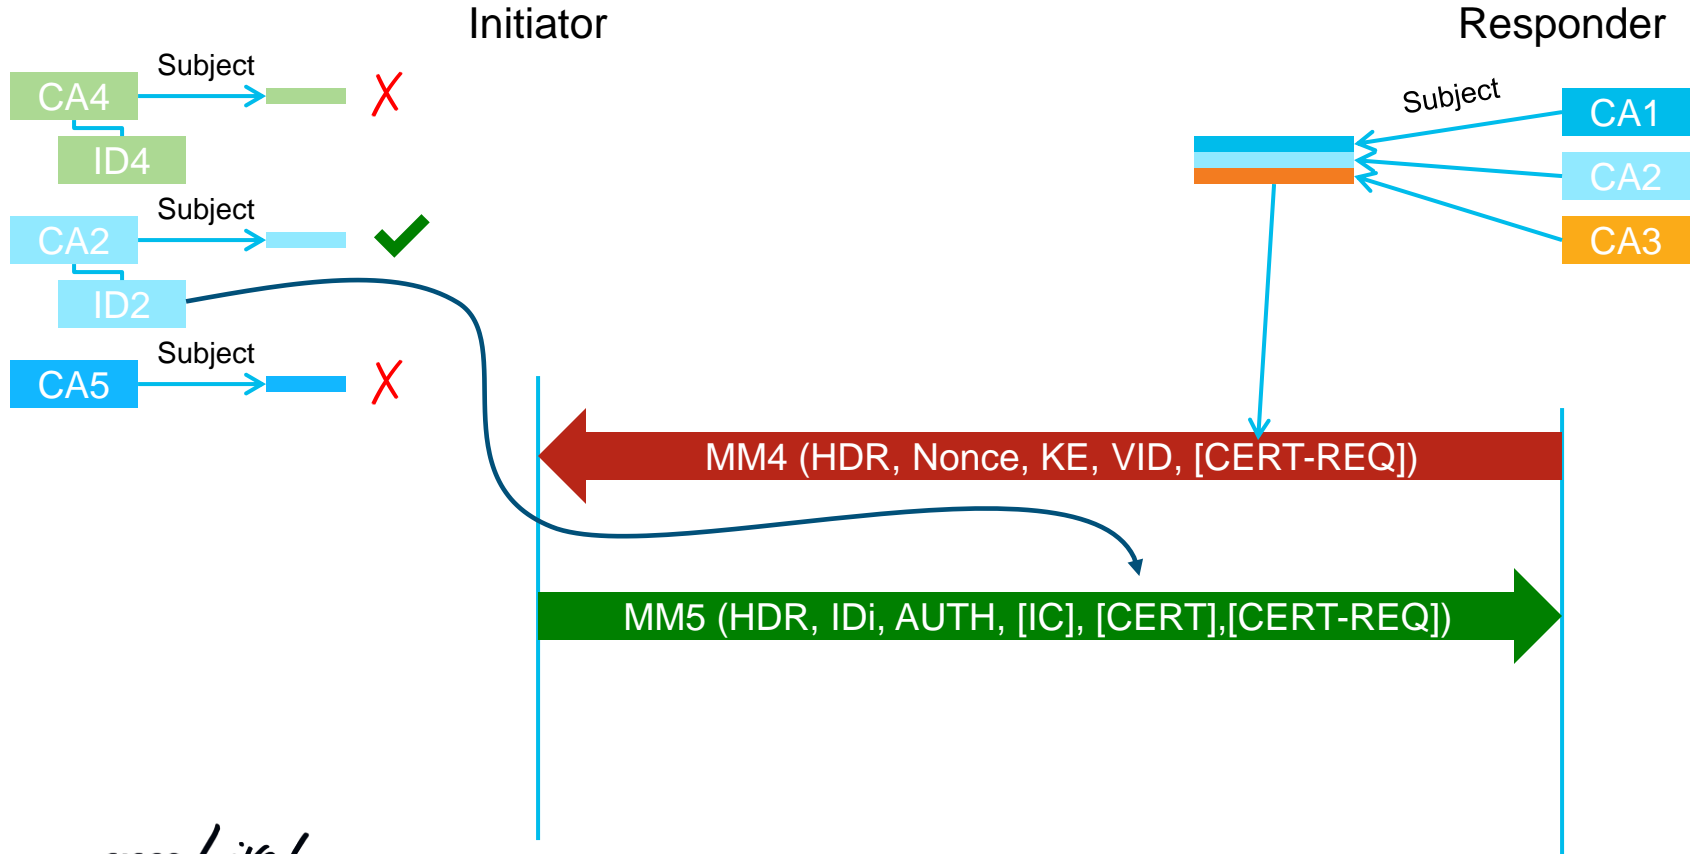 Initiator
Responder
Subject
CA4
ID4
Subject
CA2
ID2
Subject
CA5
Subject
CA1
CA2
CA3
MM4 (HDR, Nonce, KE, VID, [CERT-REQ])
MM5 (HDR, IDi, AUTH, [IC], [CERT],[CERT-REQ])